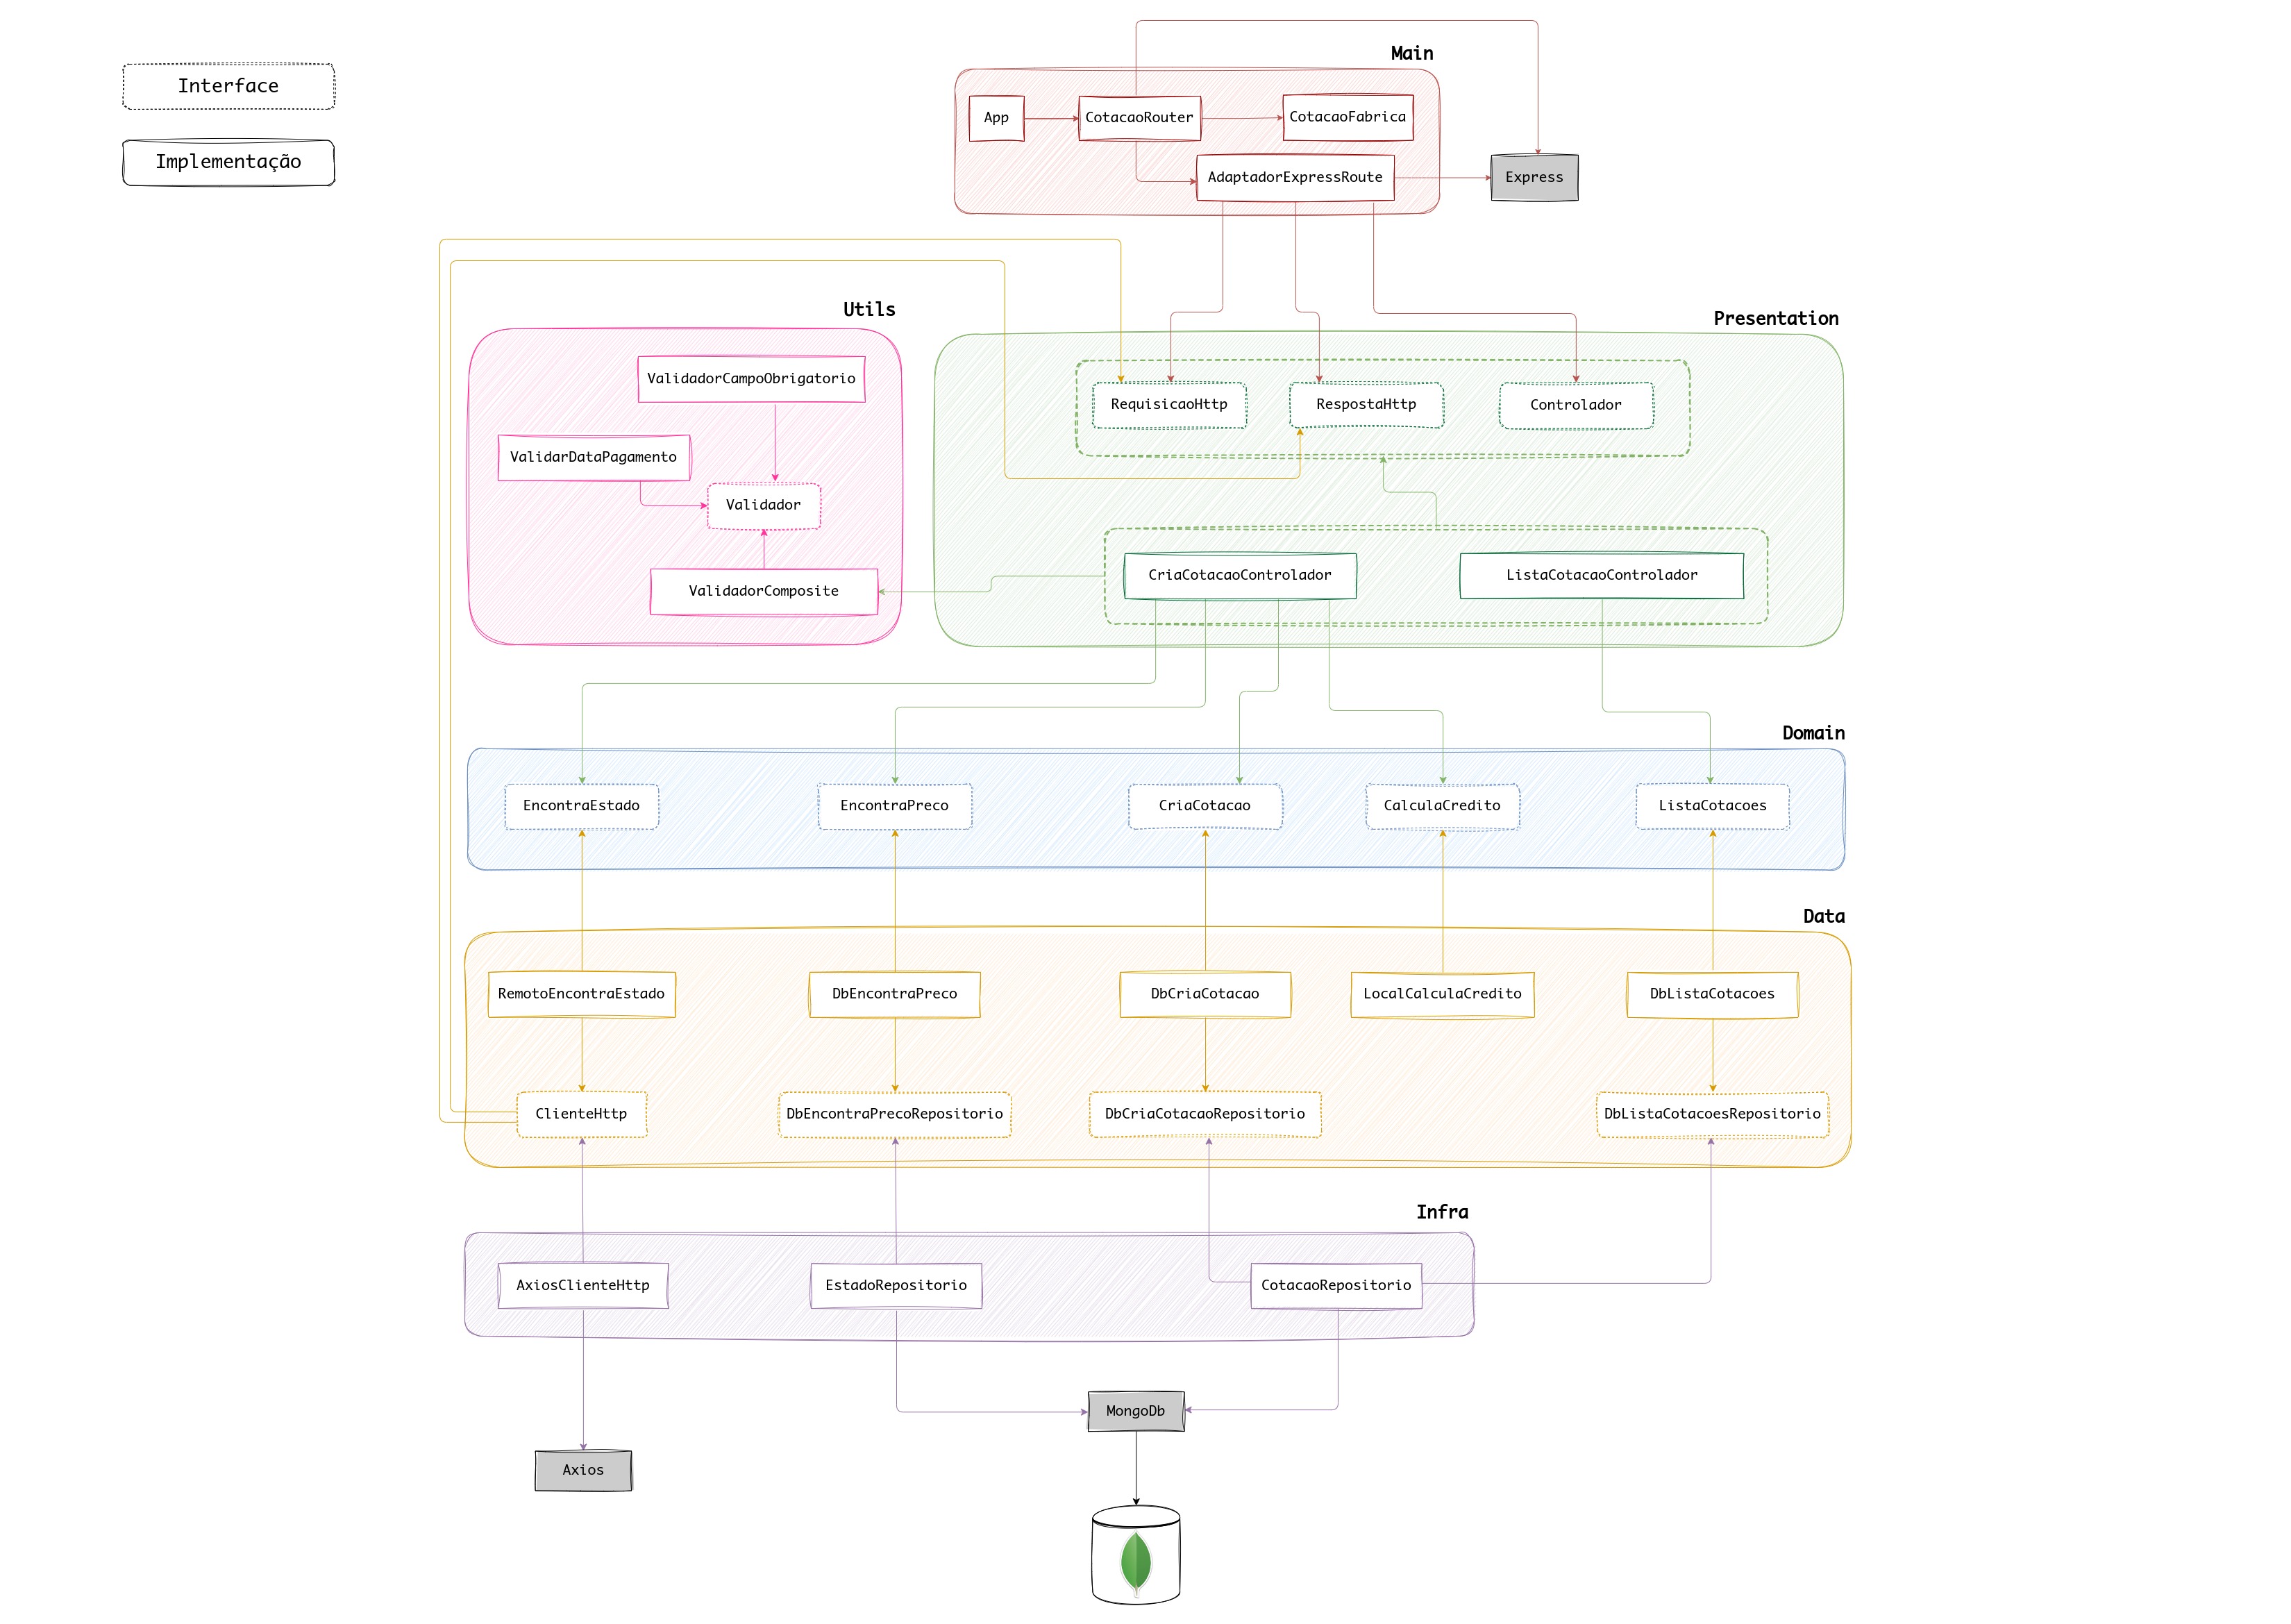 Interface
Implementação
Main
App
CotacaoRouter
CotacaoFabrica
AdaptadorExpressRoute
Express
Utils
ValidadorCampoObrigatorio
ValidarDataPagamento
Validador
ValidadorComposite
Presentation
RequisicaoHttp
RespostaHttp
Controlador
CriaCotacaoControlador
ListaCotacaoControlador
Domain
EncontraEstado
EncontraPreco
CriaCotacao
CalculaCredito
ListaCotacoes
Data
RemotoEncontraEstado
DbEncontraPreco
DbCriaCotacao
LocalCalculaCredito
DbListaCotacoes
ClienteHttp
DbEncontraPrecoRepositorio
DbCriaCotacaoRepositorio
DbListaCotacoesRepositorio
Infra
AxiosClienteHttp
EstadoRepositorio
CotacaoRepositorio
MongoDb
Axios